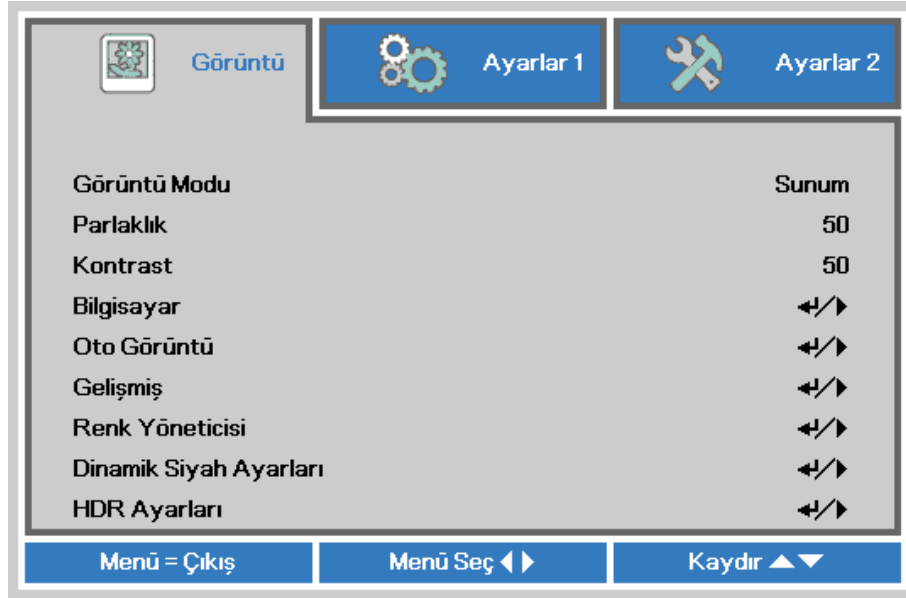 Görüntü
Ayarlar 1
Ayarlar 2
Görüntü Modu Sunum
Parlaklık 50
Kontrast 50
Bilgisayar
Oto Görüntü
Gelişmiş
Renk Yöneticisi
Dinamik Siyah Ayarları
HDR Ayarları
Menü = Çıkış
Menü Seç
Kaydır